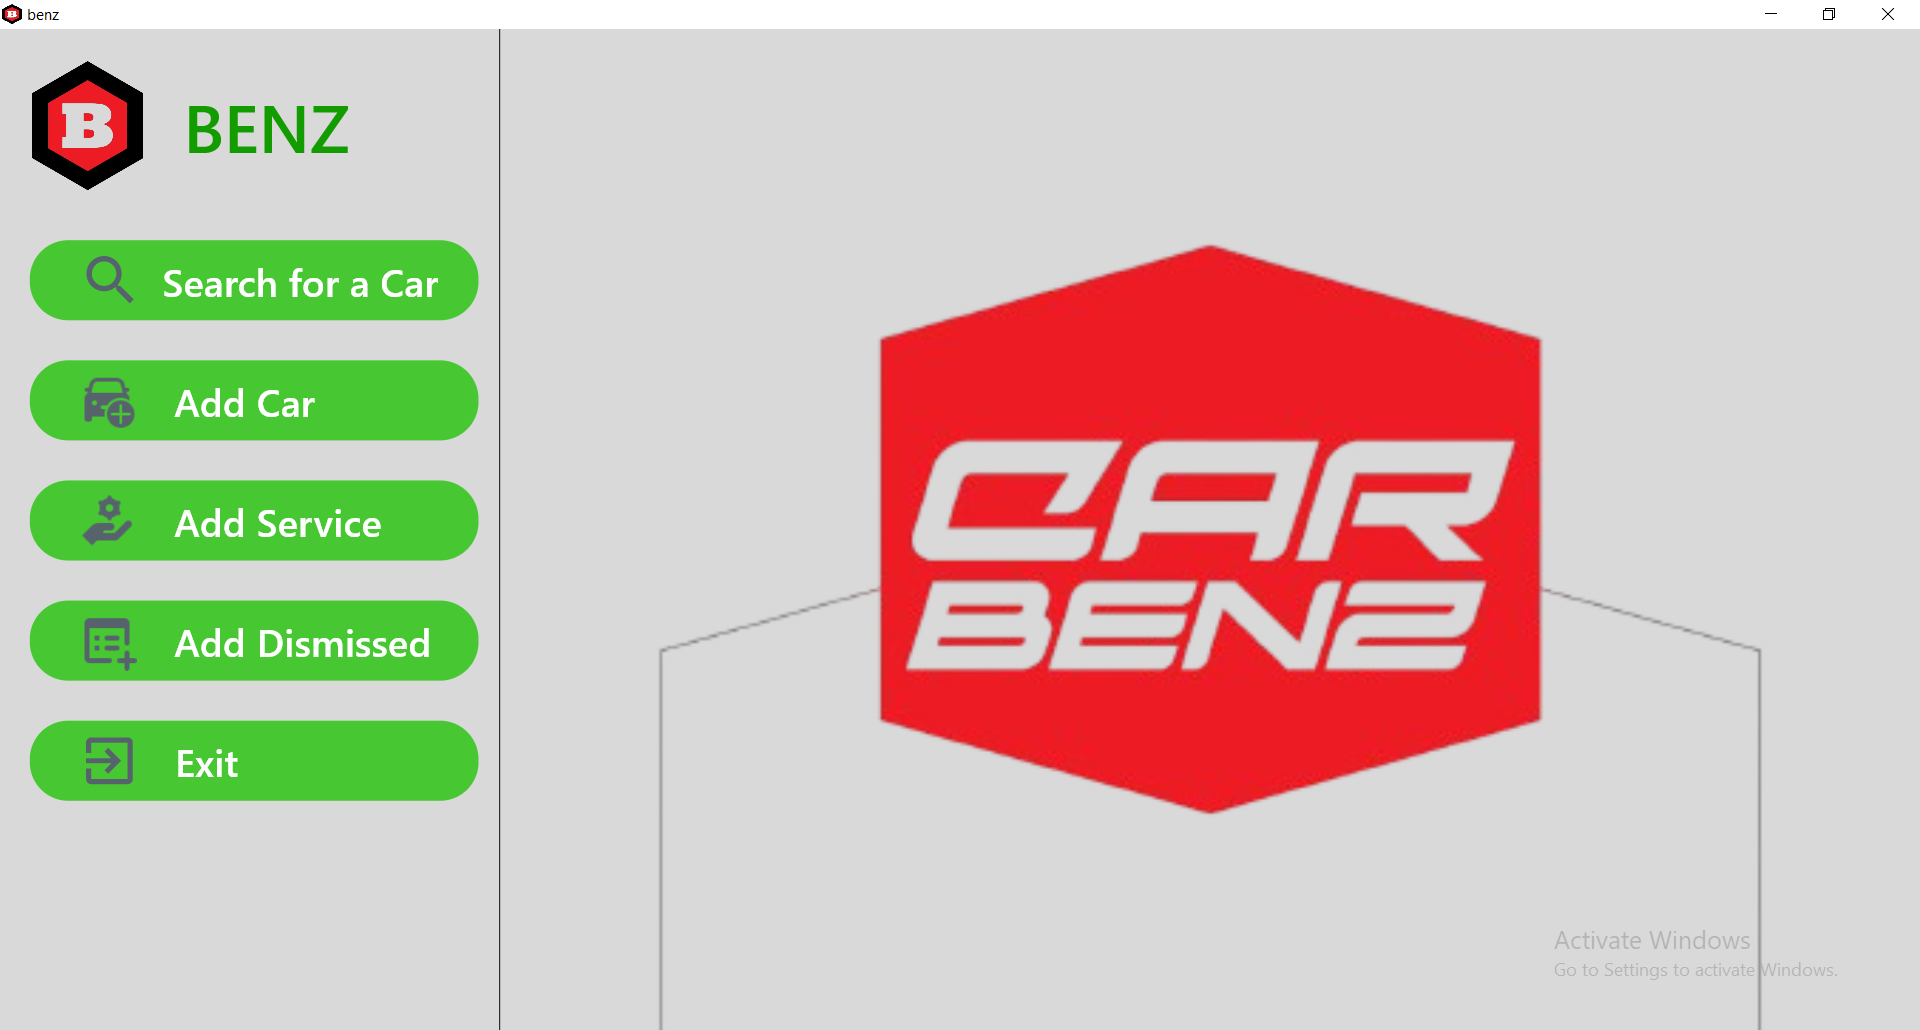 benz
B
BENZ
Search for a Car
Add Car
Add Service
Add Dismissed
Exit
CAR
BENZ
Activate Windows
Go to Settings to activate Windows.